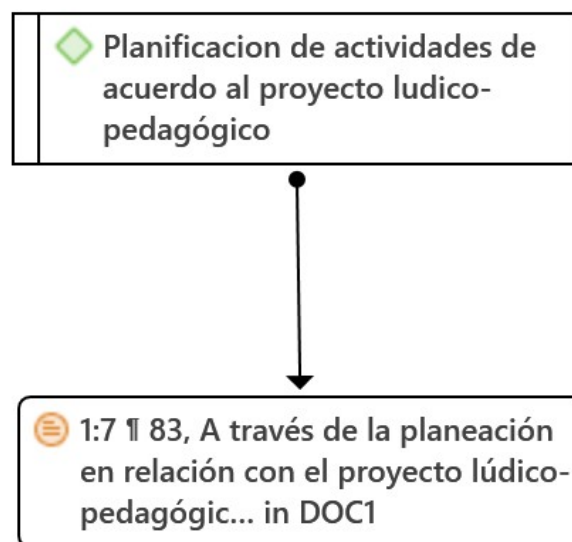 Planificacion de actividades de
acuerdo al proyecto ludico-
pedagógico
1:7 ¶ 83, A través de la planeación
en relación con el proyecto lúdico-
pedagógic... in DOC1